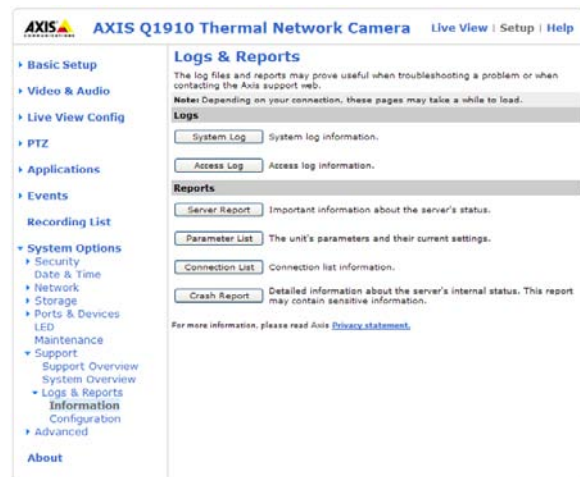 AXIS
COMMUNICATIONS
AXIS Q1910 Thermal Network Camera
Live View | Setup | Help
Basic Setup
Video & Audio
Live View Config
PTZ
Applications
Events
Recording List
System Options
Security
Date & Time
Network
Storage
Ports & Devices
LED
Maintenance
Support
Support Overview
System Overview
Logs & Reports
Information
Configuration
Advanced
About
Logs & Reports
The log files and reports may prove useful when troubleshooting a problem or when
contacting the Axis support web.
Note: Depending on your connection, these pages may take a while to load.
Logs
System Log System log information.
Access Log Access log information.
Reports
Server Report Important information about the server's status.
Parameter List The unit's parameters and their current settings.
Connection List Connection list information.
Crash Report Detailed information about the server's internal status. This report
may contain sensitive information.
For more information, please read Axis Privacy statement.